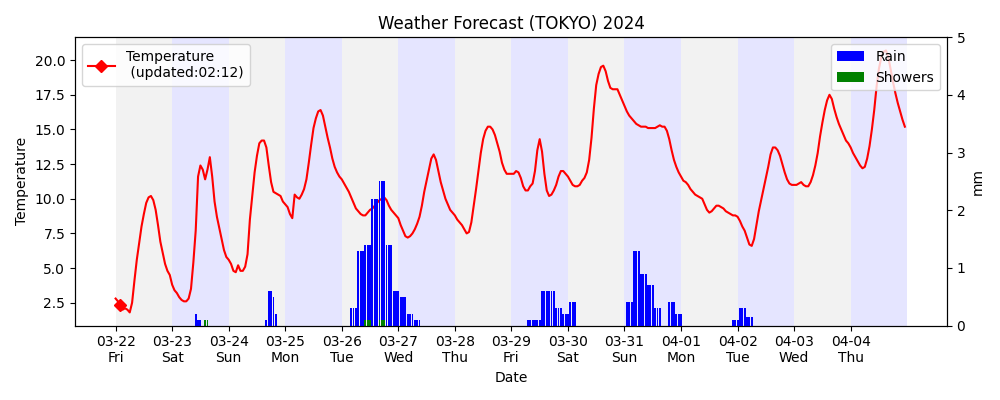 Weather Forecast (TOKYO) 2024
Temperature
(updated:02:12)
Rain
Showers
Temperature
20.0
17.5
15.0
12.5
10.0
7.5
5.0
2.5
5
4
3
2
1
0
mm
03-22 03-23 03-24 03-25 03-26 03-27 03-28 03-29 03-30 03-31 04-01 04-02 04-03 04-04
Fri Sat Sun Mon Tue Wed Thu Fri Sat Sun Mon Tue Wed Thu
Date